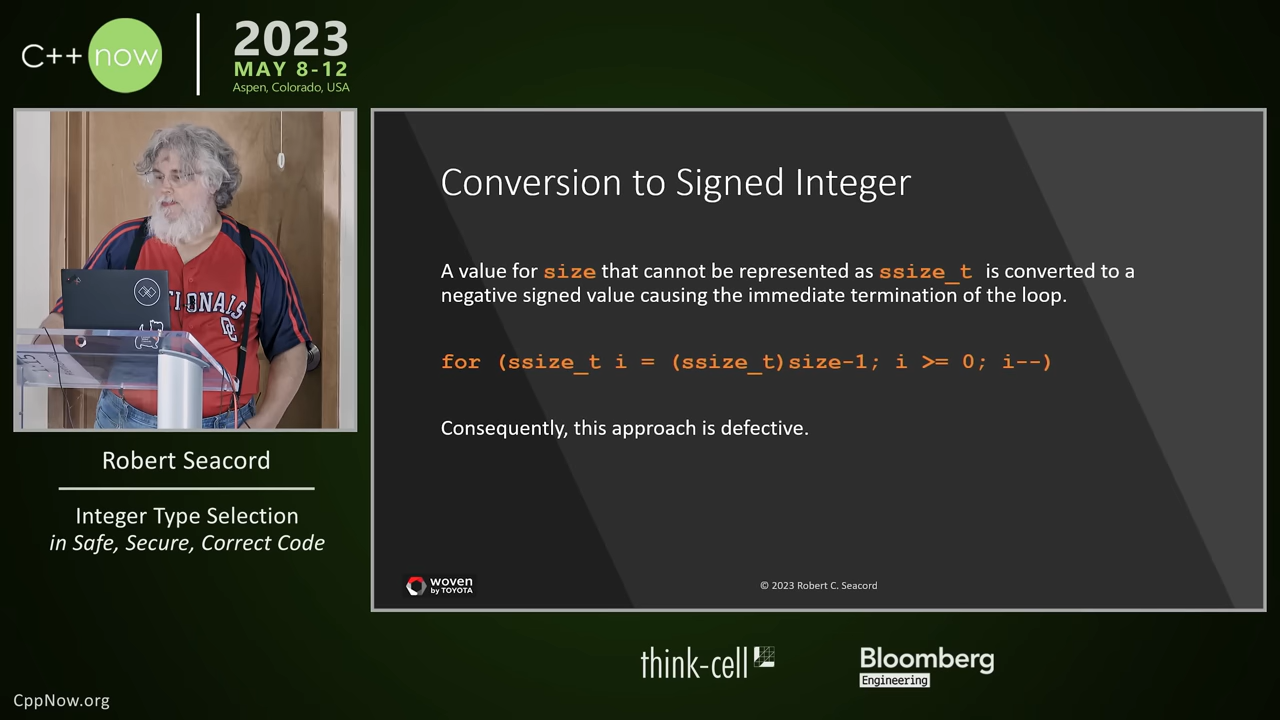 C++ now
2023
MAY 8-12
Aspen, Colorado, USA
TIONALS
Robert Seacord
Integer Type Selection
in Safe, Secure, Correct Code
Conversion to Signed Integer
A value for size that cannot be represented as ssize_t is converted to a
negative signed value causing the immediate termination of the loop.
for (ssize_t i = (ssize_t)size-1; i >= 0; i--)
Consequently, this approach is defective.
woven
by TOYOTA
© 2023 Robert C. Seacord
think-cell
Bloomberg
Engineering
CppNow.org